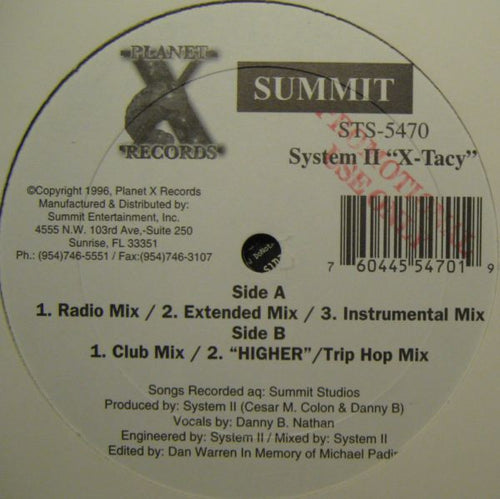 PLANET
X
RECORDS
SUMMIT
STS-5470
System II "X-Tacy"
PROMOTIONAL
USE ONLY
©Copyright 1996, Planet X Records
Manufactured & Distributed by:
Summit Entertainment, Inc.
4555 N.W. 103rd Ave,-Suite 250
Sunrise, FL 33351
Ph.: (954)746-5551 / Fax:(954)746-3107
7 60445 54701 9
Side A
1. Radio Mix / 2. Extended Mix / 3. Instrumental Mix
Side B
1. Club Mix / 2. "HIGHER"/Trip Hop Mix
Songs Recorded aq: Summit Studios
Produced by: System II (Cesar M. Colon & Danny B)
Vocals by: Danny B. Nathan
Engineered by: System II / Mixed by: System II
Edited by: Dan Warren In Memory of Michael